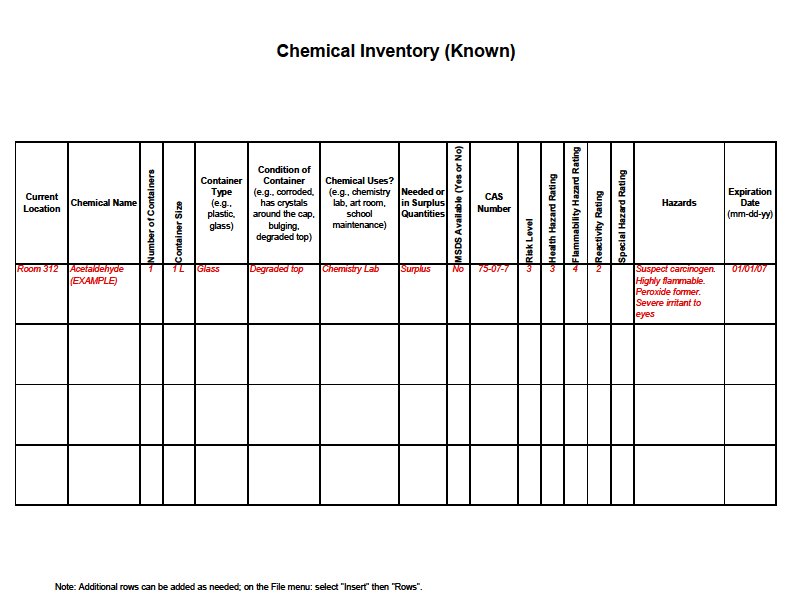 Chemical Inventory (Known)
Current
Location
Chemical Name
Number of Containers
Container Size
Container
Type
(e.g.,
plastic,
glass)
Condition of
Container
(e.g., corroded,
has crystals
around the cap,
bulging,
degraded top)
Chemical Uses?
(e.g., chemistry
lab, art room,
school
maintenance)
Needed or
in Surplus
Quantities
MSDS Available (Yes or No)
CAS
Number
Risk Level
Health Hazard Rating
Flammability Hazard Rating
Reactivity Rating
Special Hazard Rating
Hazards
Expiration
Date
(mm-dd-yy)
Room 312
Acetaldehyde
(EXAMPLE)
1
1 L
Glass
Degraded top
Chemistry Lab
Surplus
No
75-07-7
3
3
4
2
Suspect carcinogen.
Highly flammable.
Peroxide former.
Severe irritant to
eyes
01/01/07
Note: Additional rows can be added as needed; on the File menu: select "Insert" then "Rows".